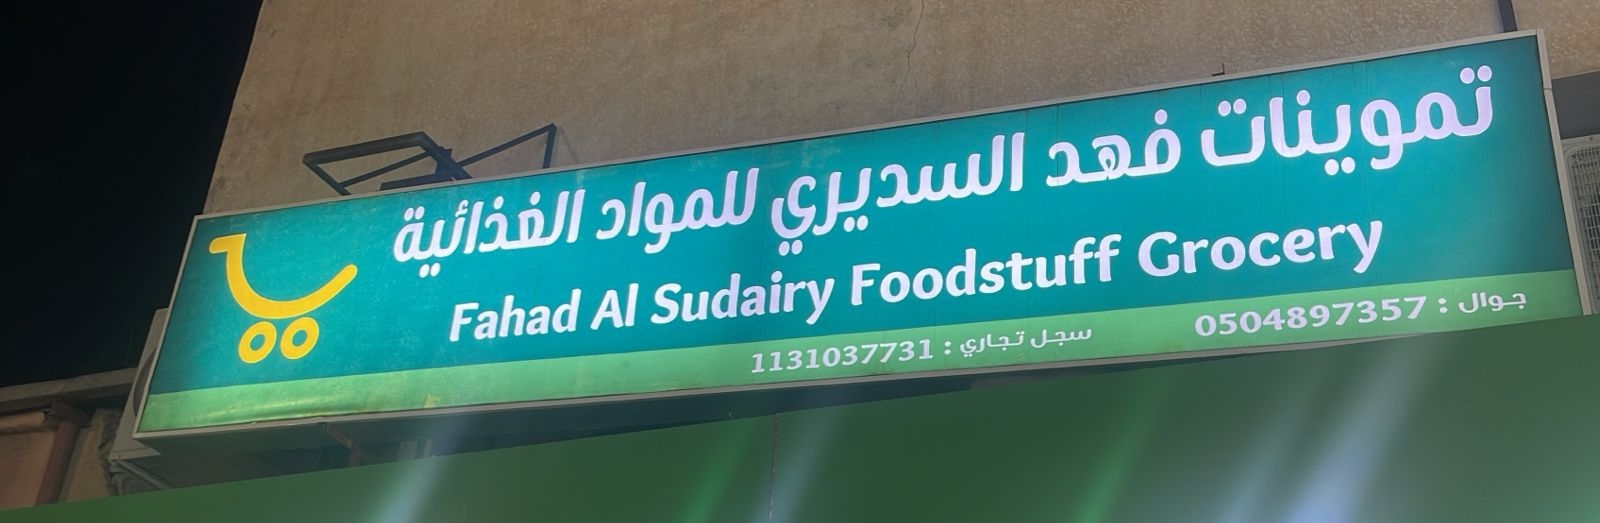 تموينات فهد السديري للمواد الغذائية
Fahad Al Sudairy Foodstuff Grocery
جوال : 0504897357
سجل تجاري : 1131037731